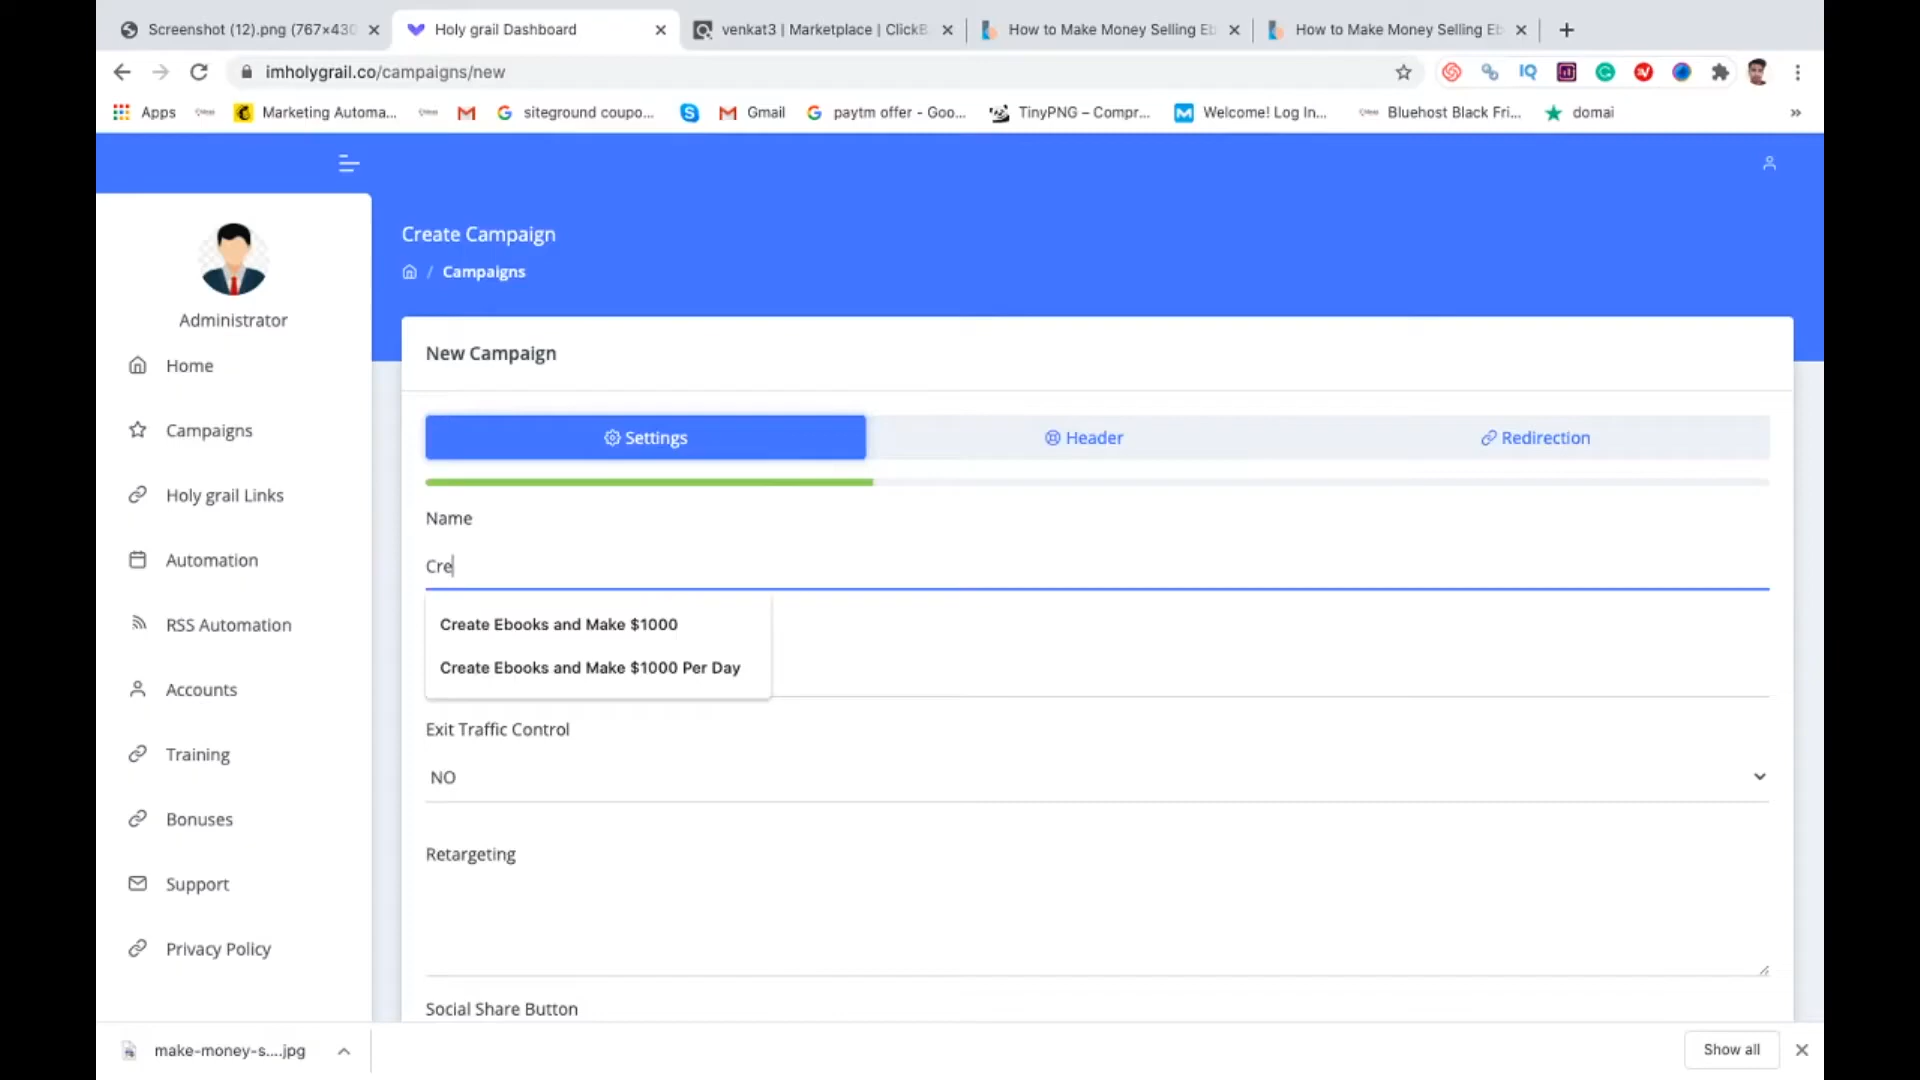 Screenshot (12).png (767×430
Holy grail Dashboard
venkat3 | Marketplace | ClickB
How to Make Money Selling Eb
How to Make Money Selling Eb
imholygrail.co/campaigns/new
IQ
Apps
Marketing Automa...
siteground coupo...
Gmail
paytm offer - Goo...
TinyPNG – Compr...
Welcome! Log In...
Bluehost Black Fri...
domai
»
Create Campaign
/ Campaigns
Administrator
Home
Campaigns
Holy grail Links
Automation
RSS Automation
Accounts
Training
Bonuses
Support
Privacy Policy
New Campaign
Settings
Header
Redirection
Name
Cre
Create Ebooks and Make $1000
Create Ebooks and Make $1000 Per Day
Exit Traffic Control
NO
Retargeting
Social Share Button
make-money-s....jpg
Show all